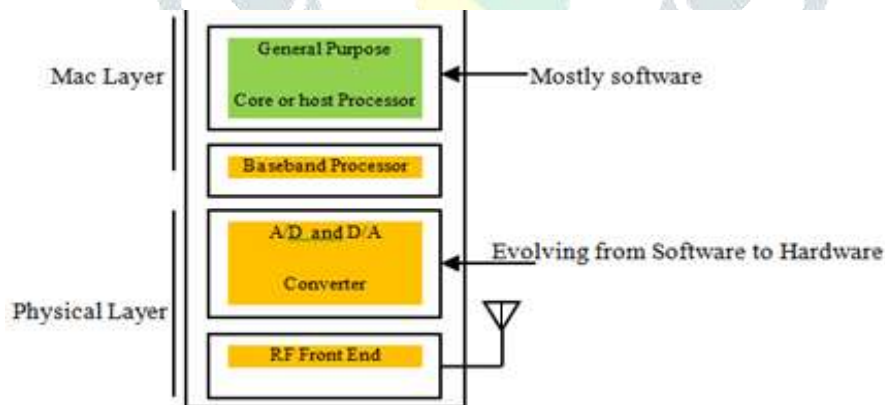 General Purpose
Core or host Processor
Mac Layer
Mostly software
Baseband Processor
A/D and D/A
Converter
Evolving from Software to Hardware
Physical Layer
RF Front End